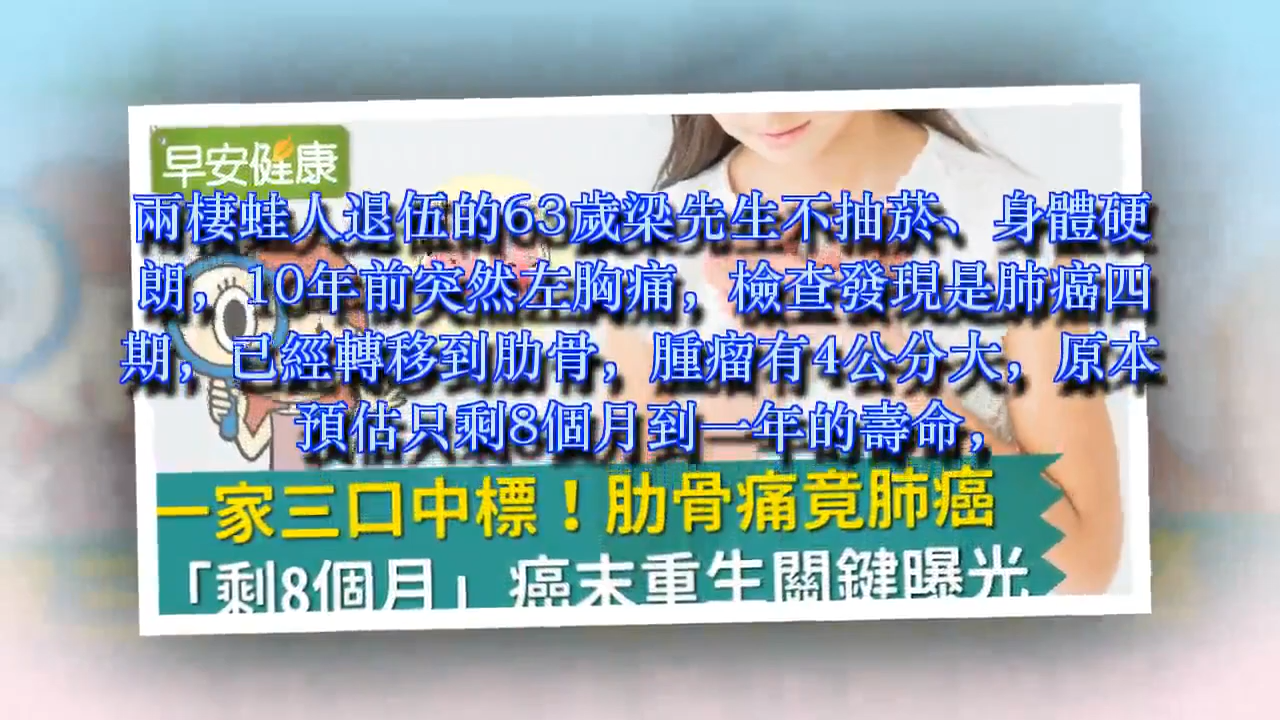 早安健康
兩棲蛙人退伍的63歲梁先生不抽菸、身體硬
朗，10年前突然左胸痛，檢查發現是肺癌四
期，已經轉移到肋骨，腫瘤有4公分大，原本
預估只剩8個月到一年的壽命，
一家三口中標！肋骨痛竟肺癌
「剩8個月」癌末重生關鍵曝光